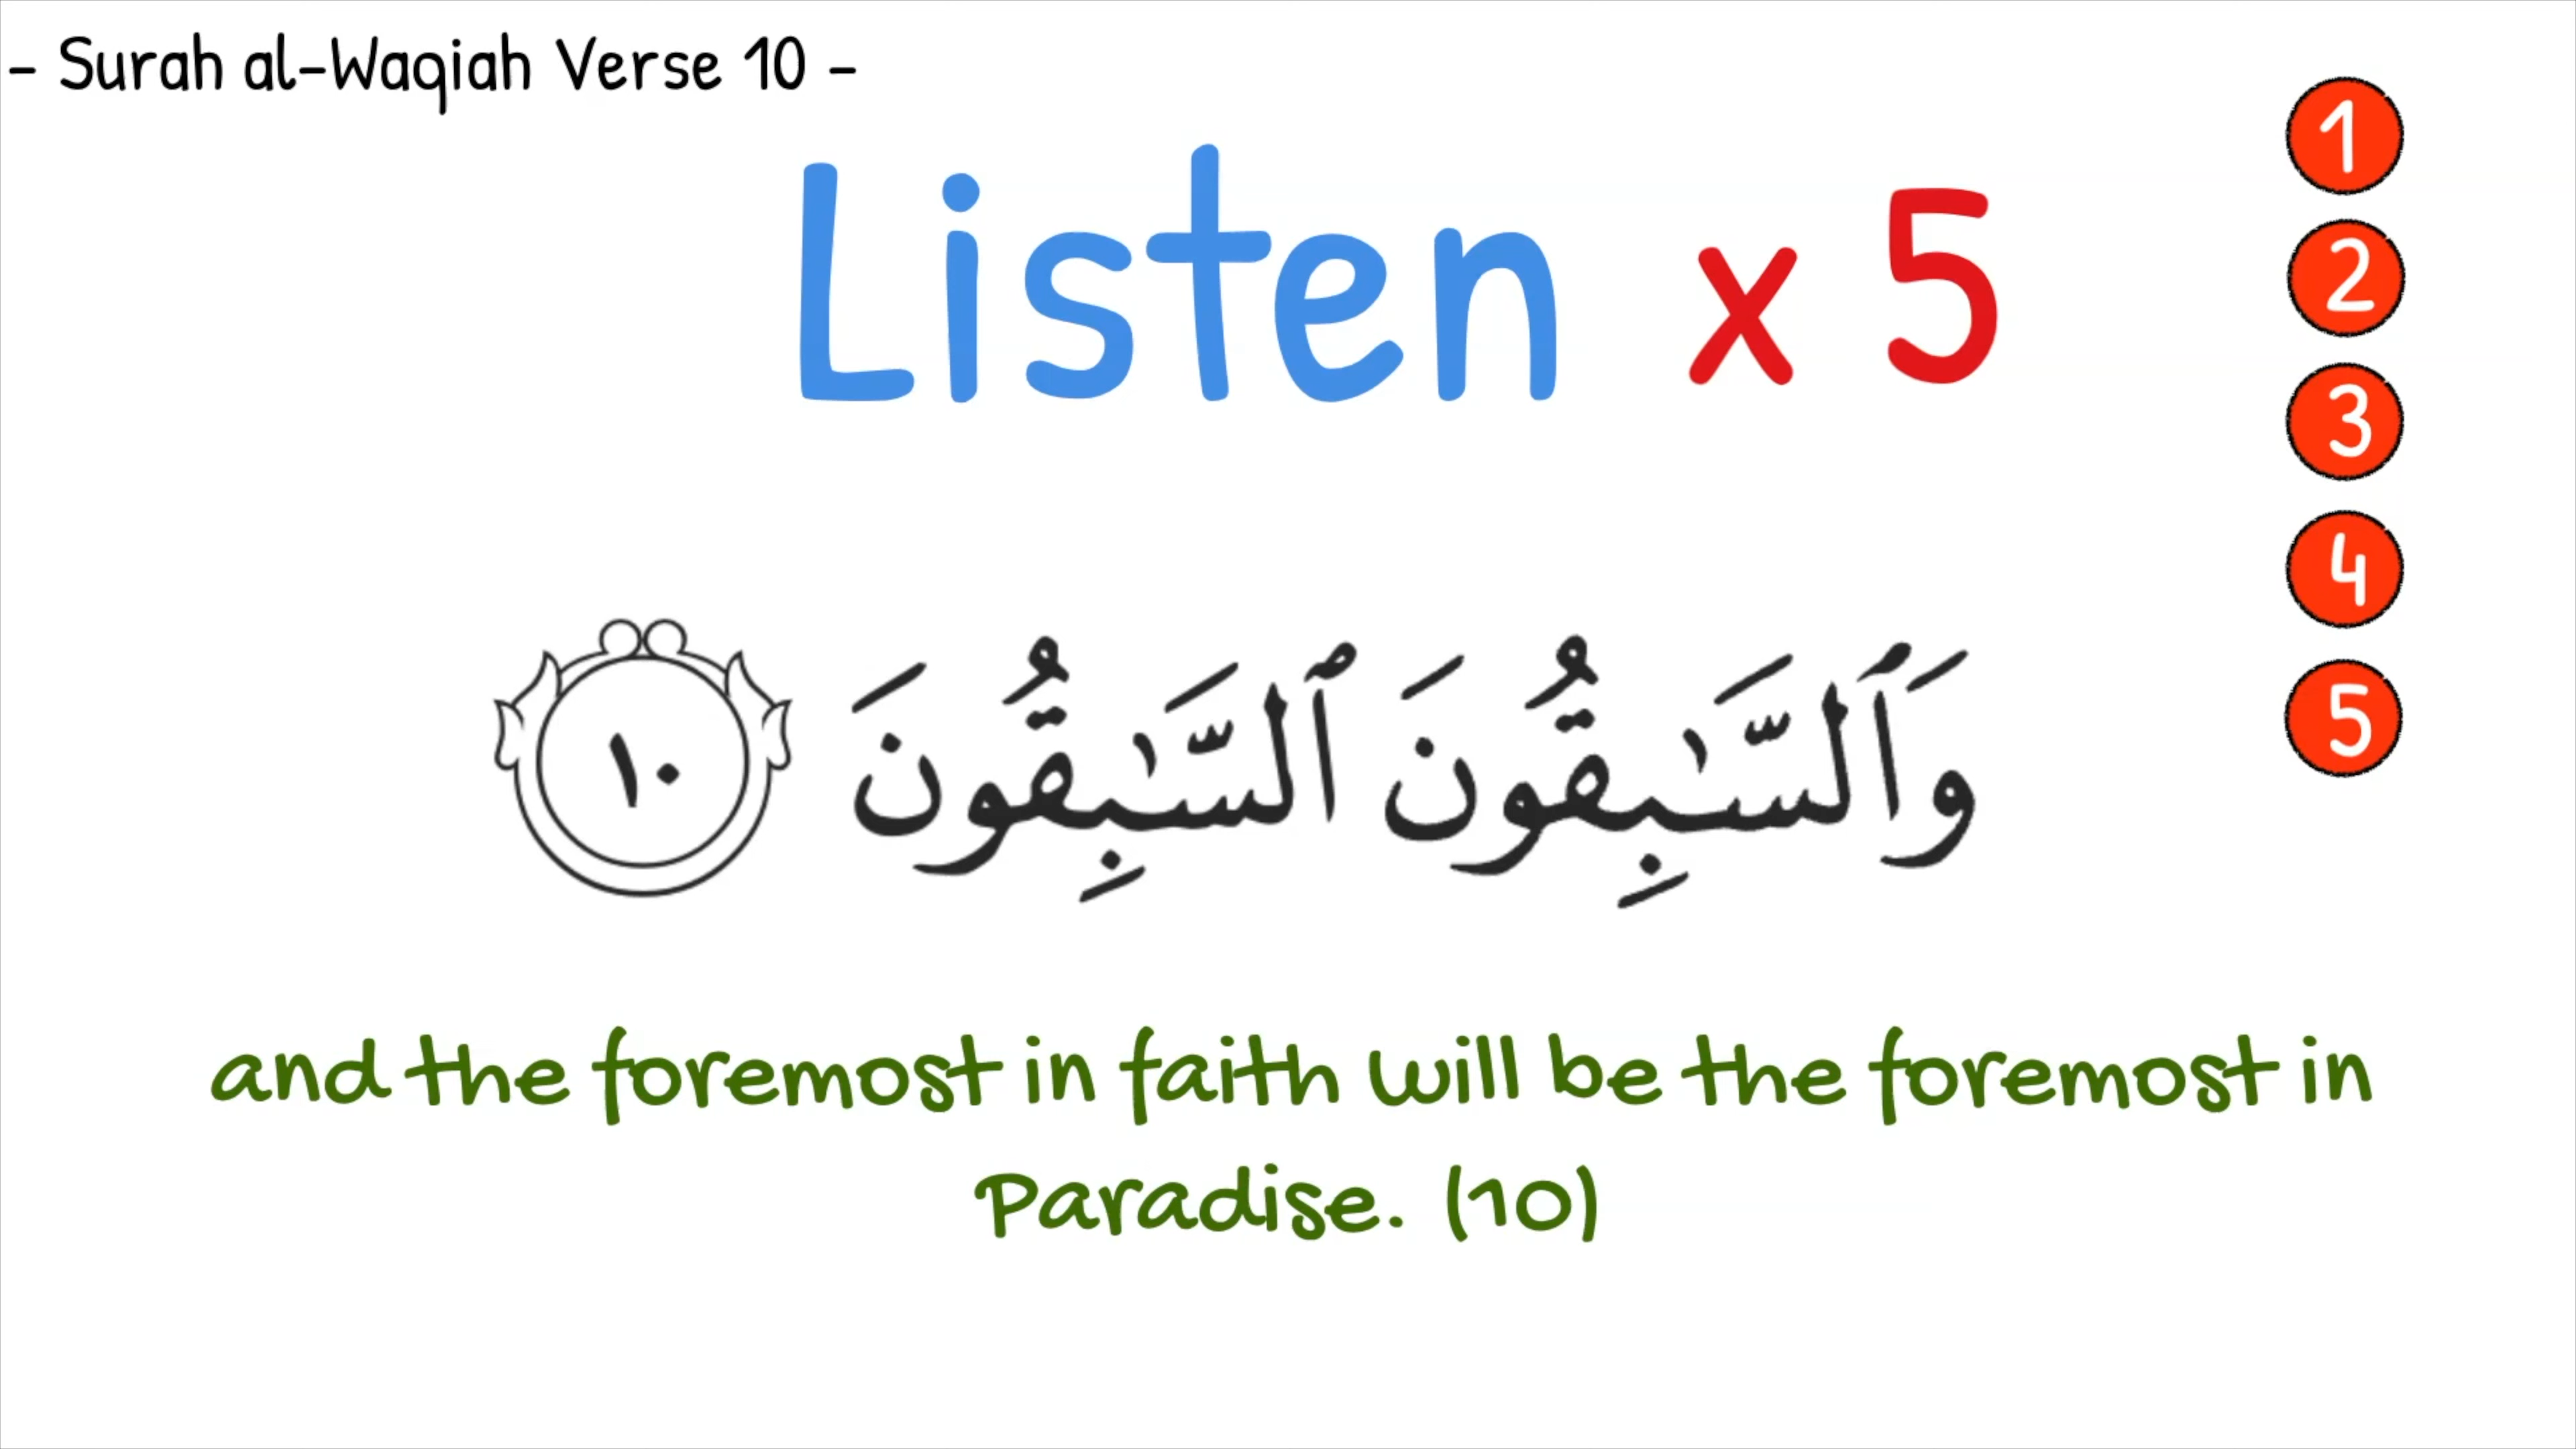 - Surah al-Waqiah Verse 10 -
Listen x 5
1
2
3
4
5
وَٱلسَّـٰبِقُونَ ٱلسَّـٰبِقُونَ ١٠
and the foremost in faith will be the foremost in
Paradise. (10)